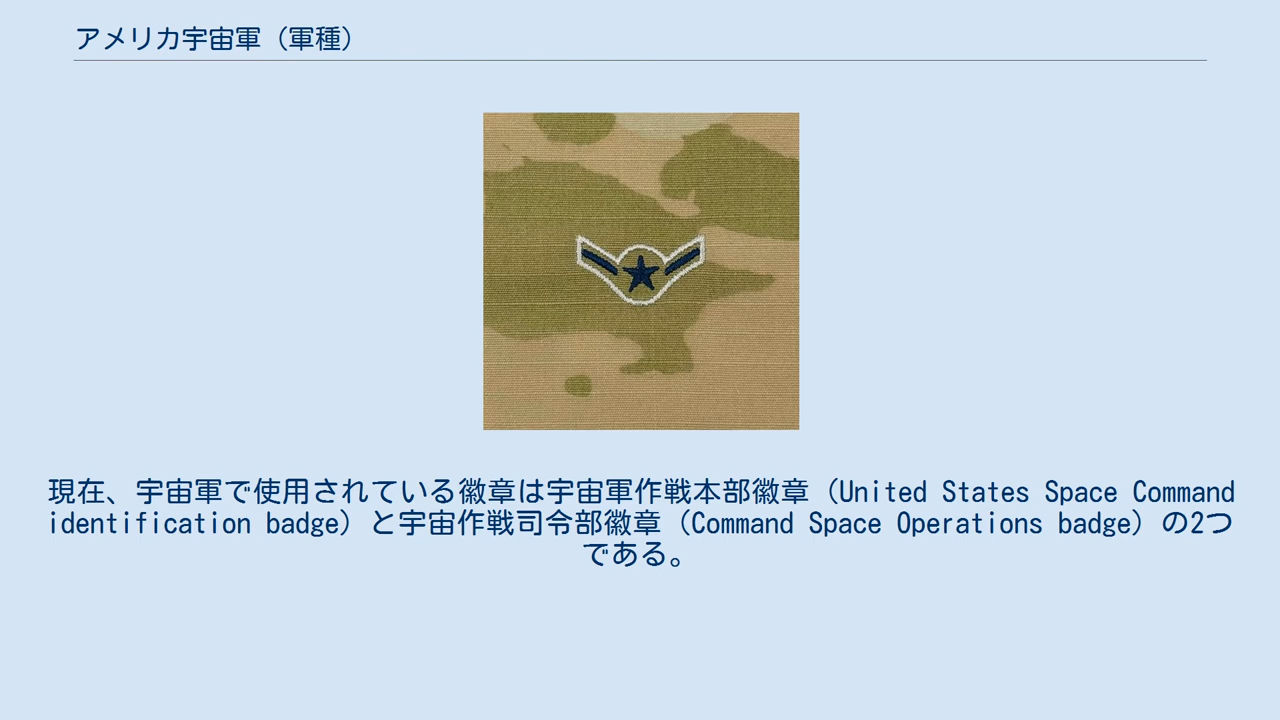 アメリカ宇宙軍（軍種）
現在、宇宙軍で使用されている徽章は宇宙軍作戦本部徽章（United States Space Command
identification badge）と宇宙作戦司令部徽章（Command Space Operations badge）の2つ
である。